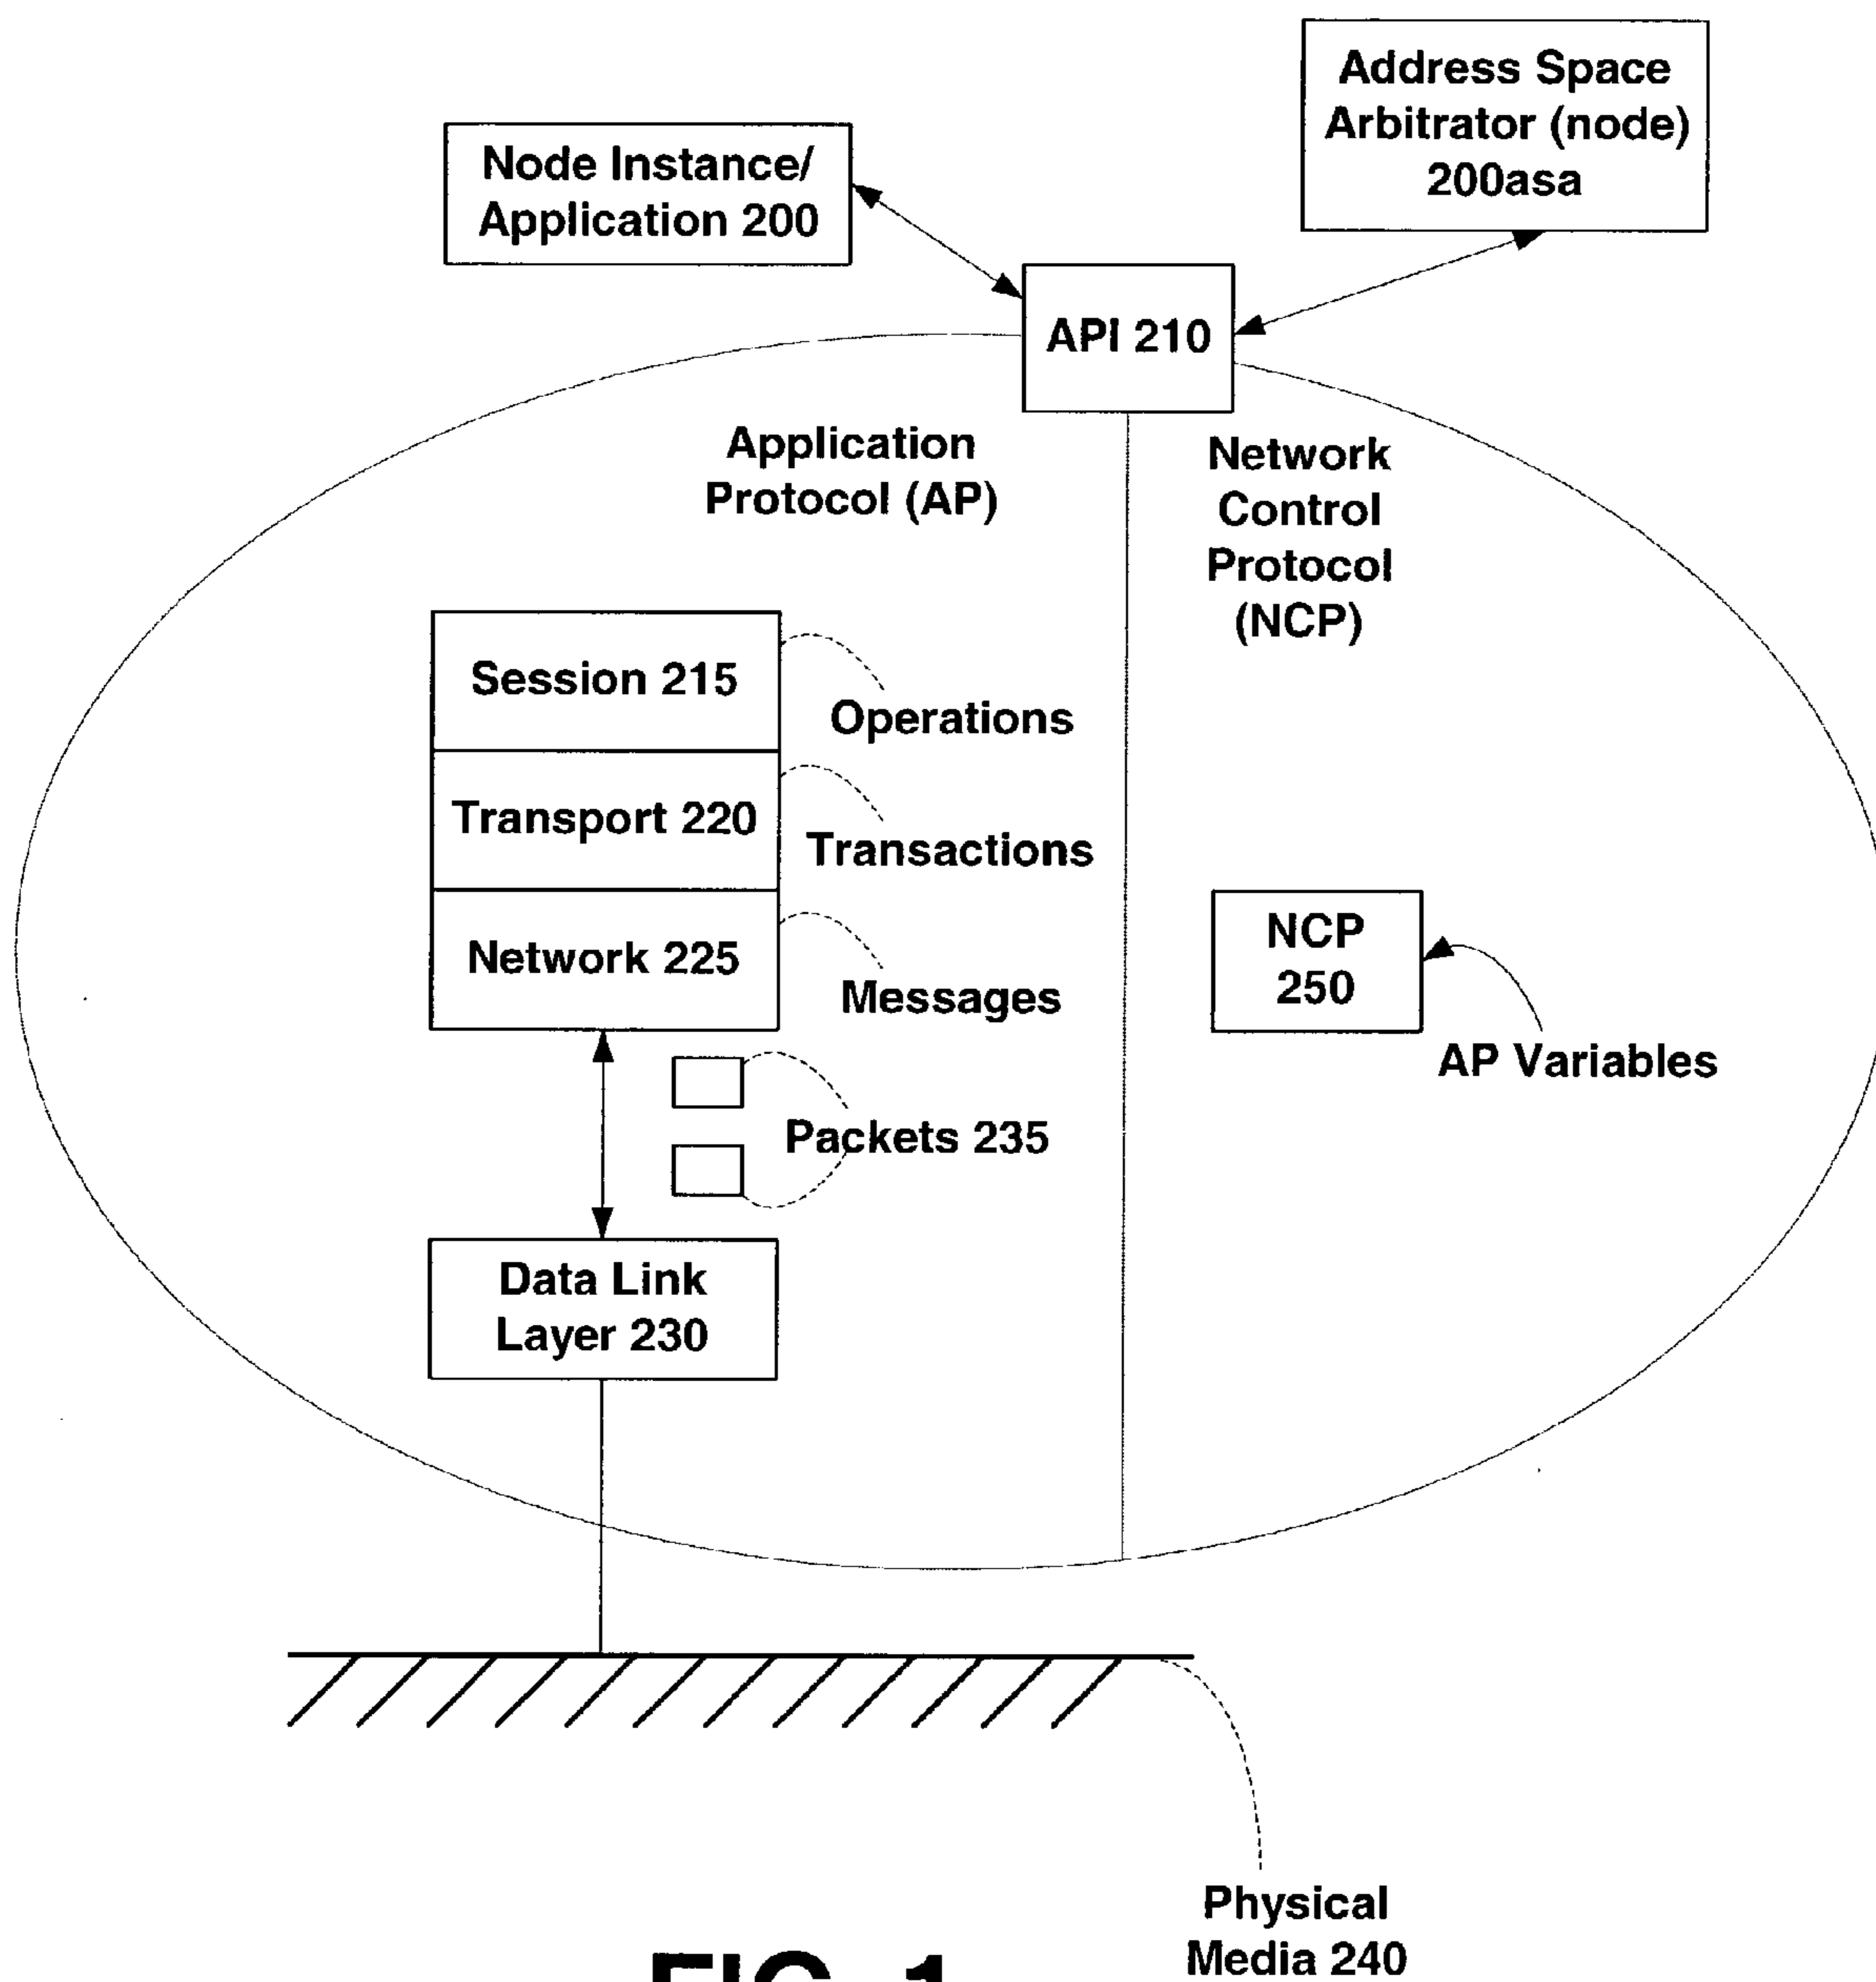 Address Space
Arbitrator (node)
200asa
Node Instance/
Application 200
API 210
Application
Protocol (AP)
Network
Control
Protocol
(NCP)
Session 215
Operations
Transport 220
Transactions
Network 225
Messages
NCP
250
AP Variables
Packets 235
Data Link
Layer 230
Physical
Media 240
FIG. 1